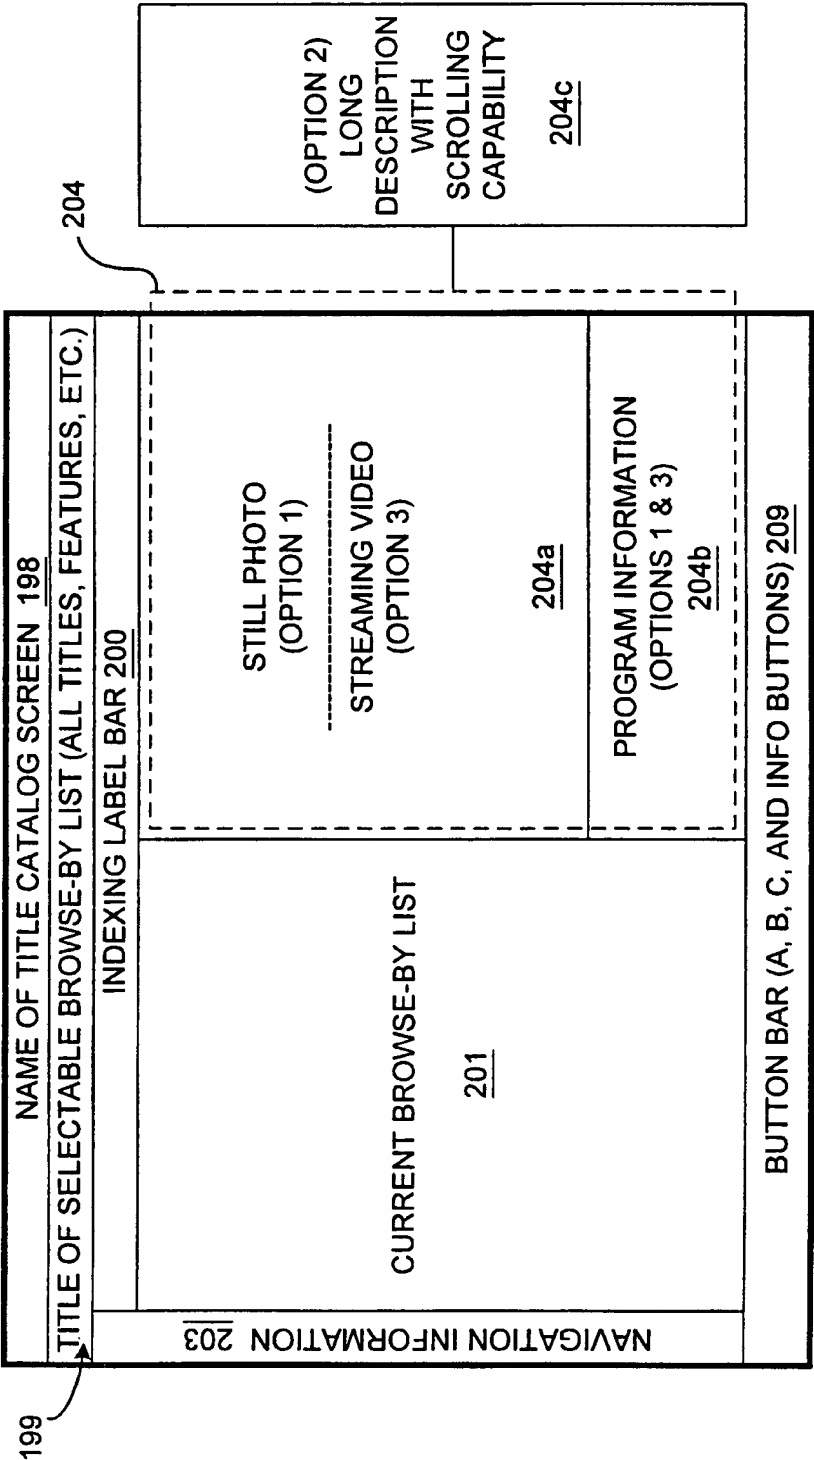 199
NAME OF TITLE CATALOG SCREEN 198
TITLE OF SELECTABLE BROWSE-BY LIST (ALL TITLES, FEATURES, ETC.)
INDEXING LABEL BAR 200
204
NAVIGATION INFORMATION 203
CURRENT BROWSE-BY LIST
201
STILL PHOTO
(OPTION 1)
STREAMING VIDEO
(OPTION 3)
204a
PROGRAM INFORMATION
(OPTIONS 1 & 3)
204b
(OPTION 2)
LONG
DESCRIPTION
WITH
SCROLLING
CAPABILITY
204c
BUTTON BAR (A, B, C, AND INFO BUTTONS) 209